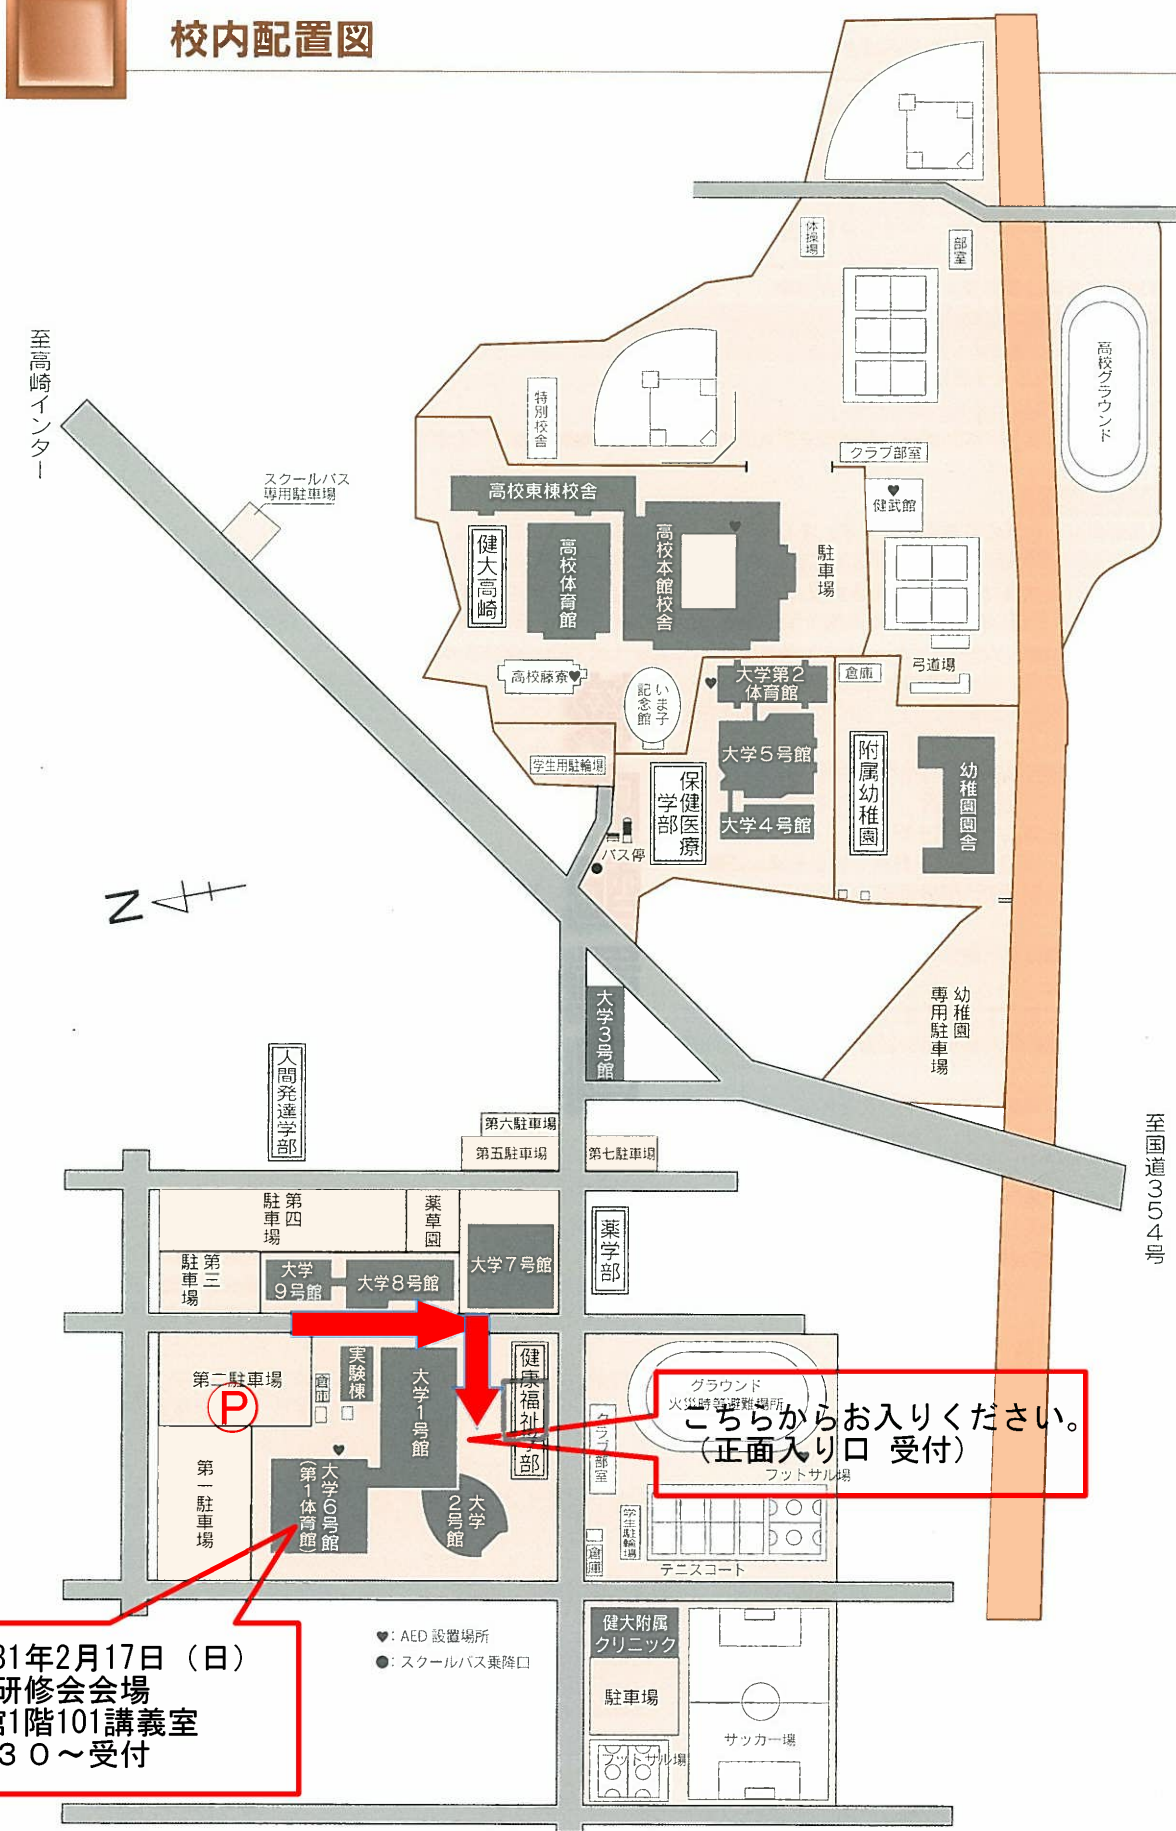 校内配置図
体操場
部室
高校グラウンド
至高崎インター
特別校舎
クラブ部室
スクールバス
専用駐車場
高校東棟校舎
健武館
健大高崎
高校体育館
高校本館校舎
駐車場
高校藤寮
いま子
記念館
大学第2
体育館
倉庫
弓道場
学生用駐輪場
大学5号館
保健医療
学部
附属幼稚園
幼稚園園舎
大学4号館
バス停
N
大学3号館
幼稚園
専用駐車場
人間発達学部
第六駐車場
第五駐車場
第七駐車場
至国道354号
第四
駐車場
薬草園
薬学部
第三
駐車場
大学
9号館
大学8号館
大学7号館
第二駐車場
P
倉庫
実験棟
大学1号館
健康福祉学部
グラウンド
火災時等避難場所
こちらからお入りください。
（正面入り口 受付）
クラブ部室
フットサル場
第一駐車場
大学6号館
(第1体育館)
大学
2号館
学生駐輪場
倉庫
テニスコート
31年2月17日（日）
研修会会場
館1階101講義室
３０～受付
♥: AED 設置場所
●: スクールバス乗降口
健大附属
クリニック
駐車場
サッカー場
フットサル場